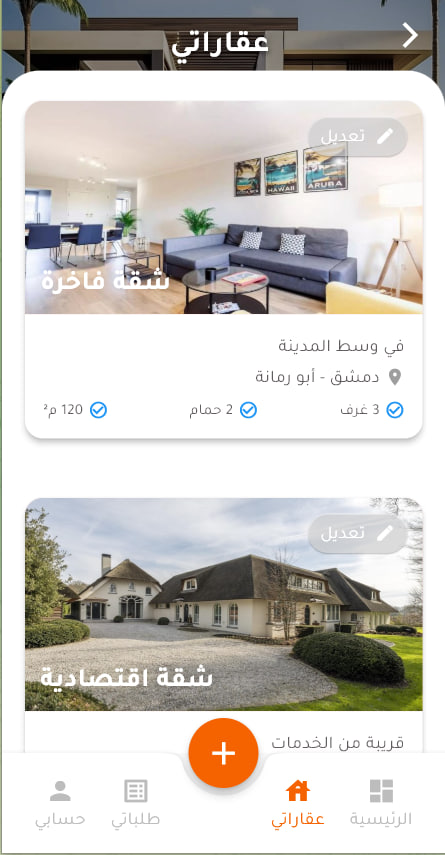 عقاراتي
تعديل
HAWAII
ARUBA
شقة فاخرة
في وسط المدينة
دمشق - أبو رمانة
3 غرف
2 حمام
120 م²
تعديل
شقة اقتصادية
قريبة من الخدمات
الرئيسية
عقاراتي
طلباتي
حسابي